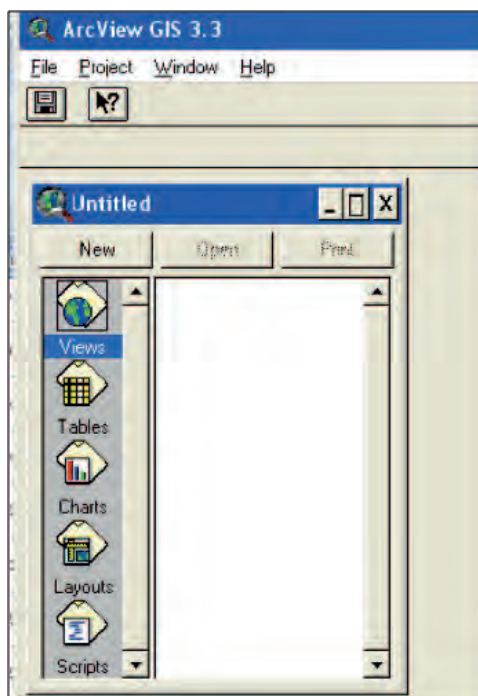 ArcView GIS 3.3
File Project Window Help
Untitled
New Open Print
Views
Tables
Charts
Layouts
Scripts